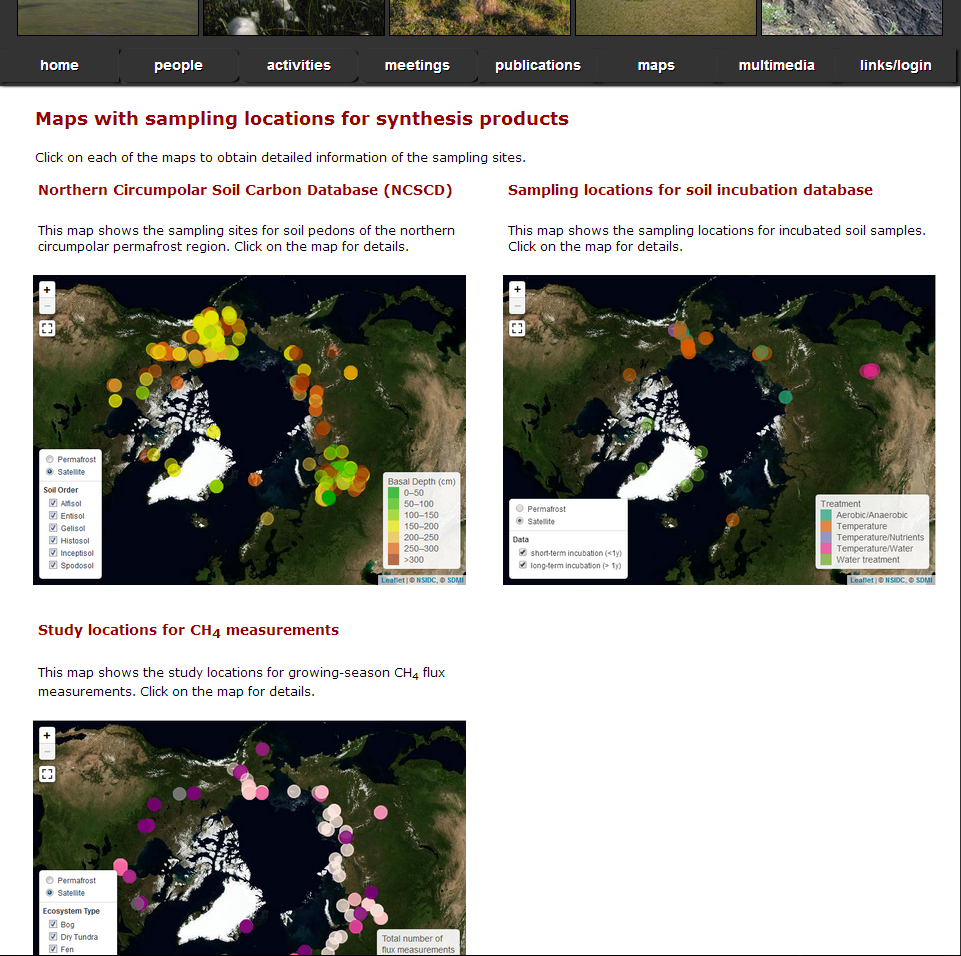 home people activities meetings publications maps multimedia links/login
Maps with sampling locations for synthesis products
Click on each of the maps to obtain detailed information of the sampling sites.
Northern Circumpolar Soil Carbon Database (NCSCD)
This map shows the sampling sites for soil pedons of the northern
circumpolar permafrost region. Click on the map for details.
+
−
Permafrost
Satellite
Soil Order
Alfisol
Entisol
Gelisol
Histosol
Inceptisol
Spodosol
Basal Depth (cm)
0–50
50–100
100–150
150–200
200–250
250–300
>300
Leaflet | © NSIDC, © SDMI
Sampling locations for soil incubation database
This map shows the sampling locations for incubated soil samples.
Click on the map for details.
+
−
Permafrost
Satellite
Data
short-term incubation (<1y)
long-term incubation (> 1y)
Treatment
Aerobic/Anaerobic
Temperature
Temperature/Nutrients
Temperature/Water
Water treatment
Leaflet | © NSIDC, © SDMI
Study locations for CH4 measurements
This map shows the study locations for growing-season CH4 flux
measurements. Click on the map for details.
+
−
Permafrost
Satellite
Ecosystem Type
Bog
Dry Tundra
Fen
Total number of
flux measurements